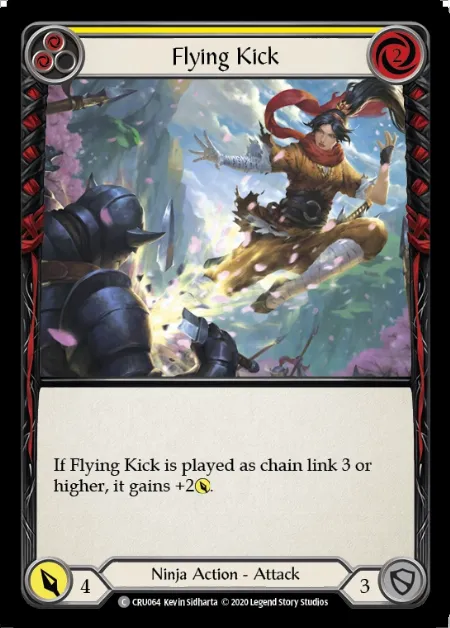 Flying Kick
2
If Flying Kick is played as chain link 3 or
higher, it gains +2.
4
Ninja Action - Attack
3
C CRU064 Kevin Sidharta © 2020 Legend Story Studios